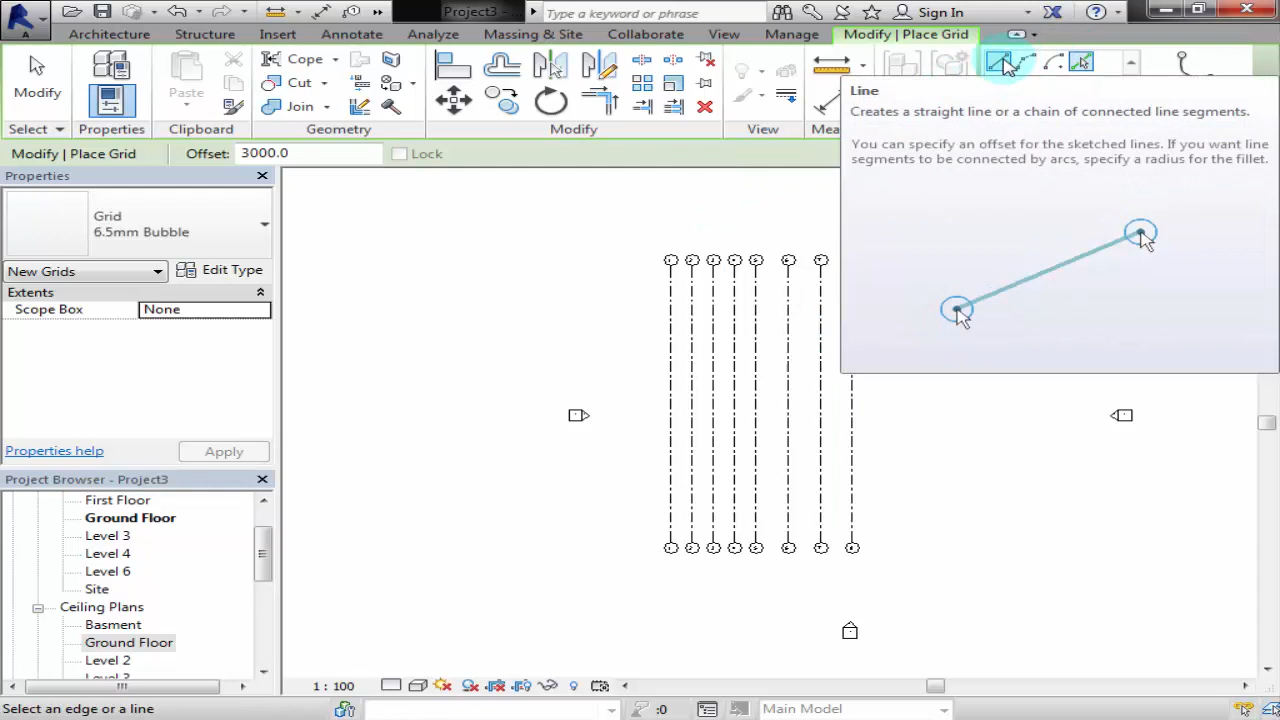 Project3 - ...
Type a keyword or phrase
Sign In
Architecture
Structure
Insert
Annotate
Analyze
Massing & Site
Collaborate
View
Manage
Modify | Place Grid
Modify
Paste
Cope
Cut
Join
Select
Properties
Clipboard
Geometry
Modify
View
Mea
Line
Creates a straight line or a chain of connected line segments.
You can specify an offset for the sketched lines. If you want line
segments to be connected by arcs, specify a radius for the fillet.
Modify | Place Grid
Offset: 3000.0
Lock
Properties
Grid
6.5mm Bubble
New Grids
Edit Type
Extents
Scope Box
None
Properties help
Apply
Project Browser - Project3
First Floor
Ground Floor
Level 3
Level 4
Level 6
Site
Ceiling Plans
Basment
Ground Floor
Level 2
1 : 100
Select an edge or a line
:0
Main Model